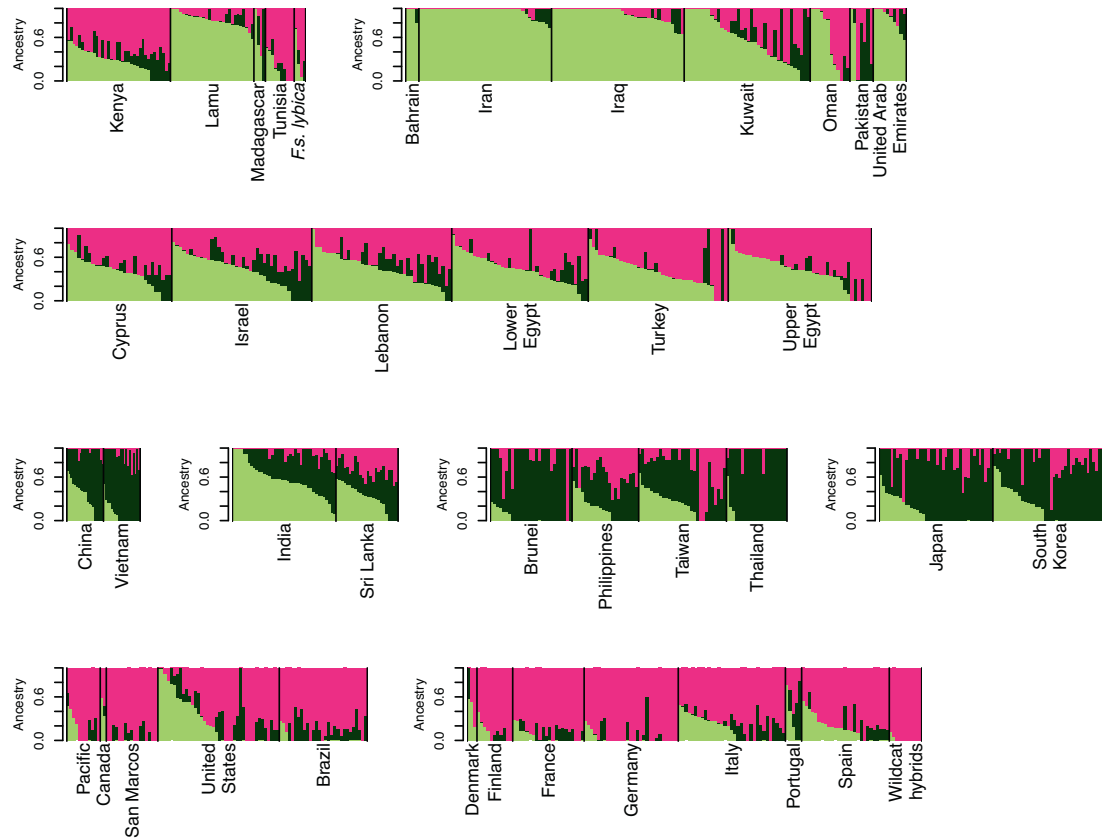 Ancestry
0.0 0.6
Kenya
Lamu
Madagascar
Tunisia
F.s. lybica
Ancestry
0.0 0.6
Bahrain
Iran
Iraq
Kuwait
Oman
Pakistan
United Arab
Emirates
Ancestry
0.0 0.6
Cyprus
Israel
Lebanon
Lower
Egypt
Turkey
Upper
Egypt
Ancestry
0.0 0.6
China
Vietnam
Ancestry
0.0 0.6
India
Sri Lanka
Ancestry
0.0 0.6
Brunei
Philippines
Taiwan
Thailand
Ancestry
0.0 0.6
Japan
South
Korea
Ancestry
0.0 0.6
Pacific
Canada
San Marcos
United
States
Brazil
Ancestry
0.0 0.6
Denmark
Finland
France
Germany
Italy
Portugal
Spain
Wildcat
hybrids